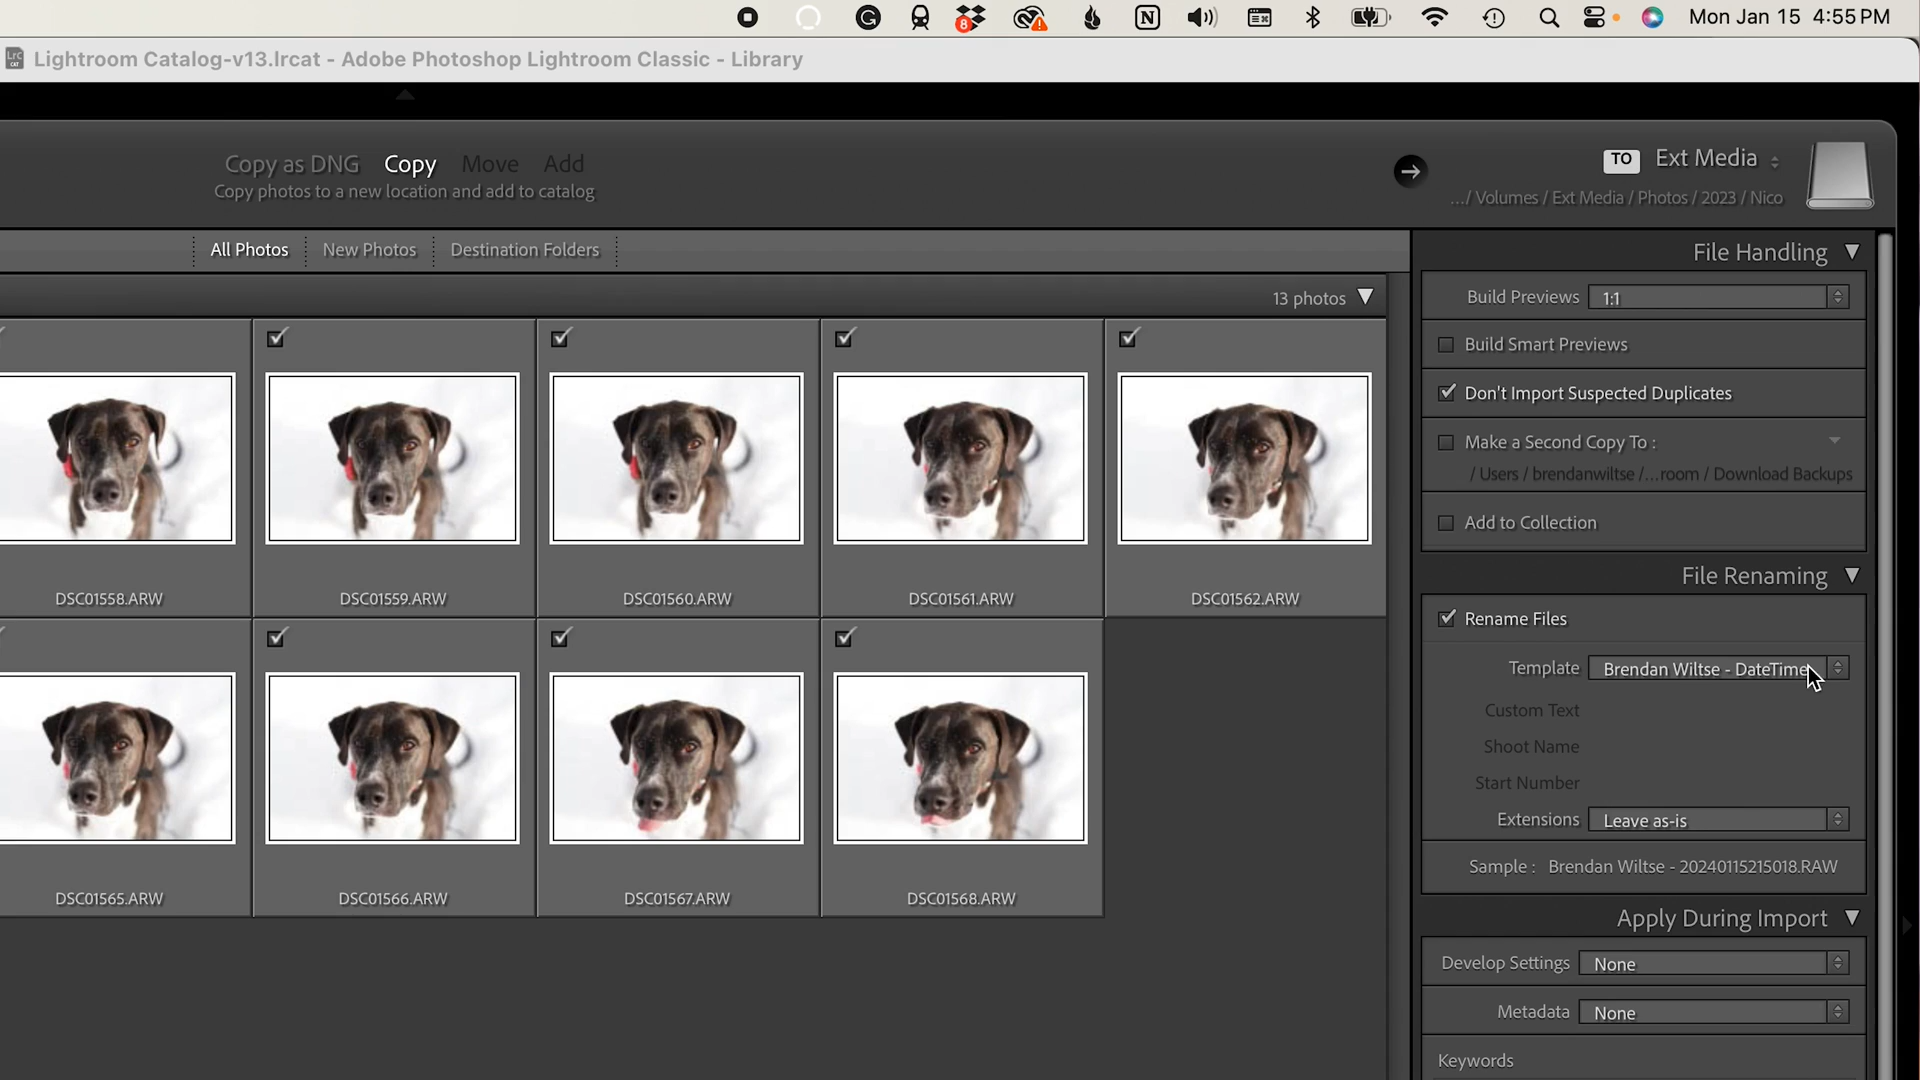 8
N
Mon Jan 15 4:55 PM
Lightroom Catalog-v13.lrcat - Adobe Photoshop Lightroom Classic - Library
Copy as DNG Copy Move Add
Copy photos to a new location and add to catalog
TO Ext Media
.../ Volumes / Ext Media / Photos / 2023 / Nico
All Photos New Photos Destination Folders
13 photos
DSC01558.ARW DSC01559.ARW DSC01560.ARW DSC01561.ARW DSC01562.ARW
DSC01565.ARW DSC01566.ARW DSC01567.ARW DSC01568.ARW
File Handling
Build Previews 1:1
Build Smart Previews
Don't Import Suspected Duplicates
Make a Second Copy To :
/ Users / brendanwiltse /...room / Download Backups
Add to Collection
File Renaming
Rename Files
Template Brendan Wiltse - DateTime
Custom Text
Shoot Name
Start Number
Extensions Leave as-is
Sample : Brendan Wiltse - 20240115215018.RAW
Apply During Import
Develop Settings None
Metadata None
Keywords